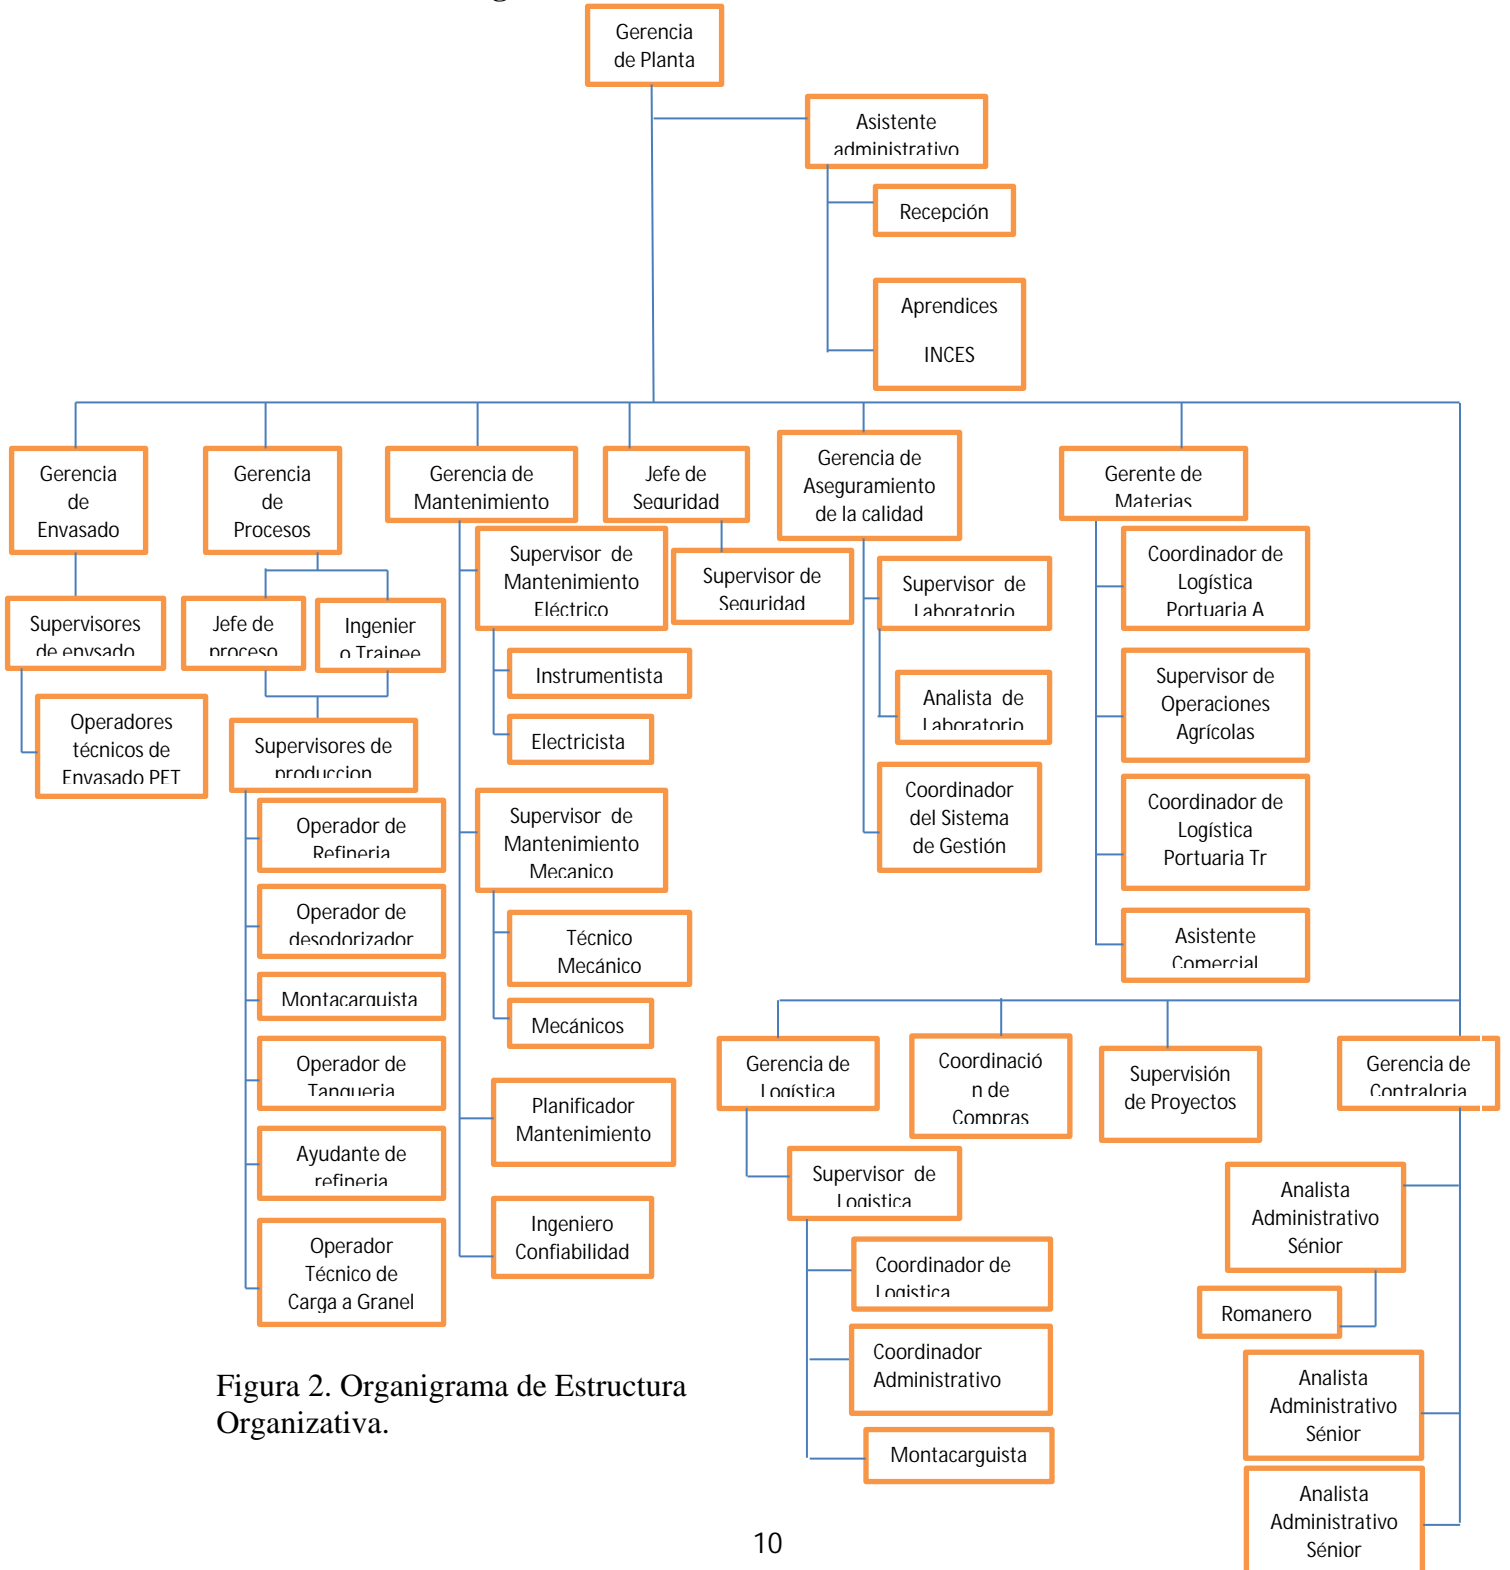 Gerencia
de Planta
Asistente
administrativo
Recepción
Aprendices
INCES
Gerencia
de
Envasado
Gerencia
de
Procesos
Gerencia de
Mantenimiento
Jefe de
Seguridad
Gerencia de
Aseguramiento
de la calidad
Gerente de
Materias
Supervisores
de envsado
Operadores
técnicos de
Envasado PET
Jefe de
proceso
Ingenier
o Trainee
Supervisores de
produccion
Operador de
Refineria
Operador de
desodorizador
Montacarguista
Operador de
Tanqueria
Ayudante de
refineria
Operador
Técnico de
Carga a Granel
Supervisor de
Mantenimiento
Eléctrico
Instrumentista
Electricista
Supervisor de
Mantenimiento
Mecanico
Técnico
Mecánico
Mecánicos
Planificador
Mantenimiento
Ingeniero
Confiabilidad
Supervisor de
Seguridad
Supervisor de
Laboratorio
Analista de
Laboratorio
Coordinador
del Sistema
de Gestión
Coordinador de
Logística
Portuaria A
Supervisor de
Operaciones
Agrícolas
Coordinador de
Logística
Portuaria Tr
Asistente
Comercial
Gerencia de
Logística
Coordinació
n de
Compras
Supervisión
de Proyectos
Gerencia de
Contraloria
Supervisor de
Logistica
Coordinador de
Logistica
Coordinador
Administrativo
Montacarguista
Analista
Administrativo
Sénior
Romanero
Analista
Administrativo
Sénior
Analista
Administrativo
Sénior
Figura 2. Organigrama de Estructura
Organizativa.
10